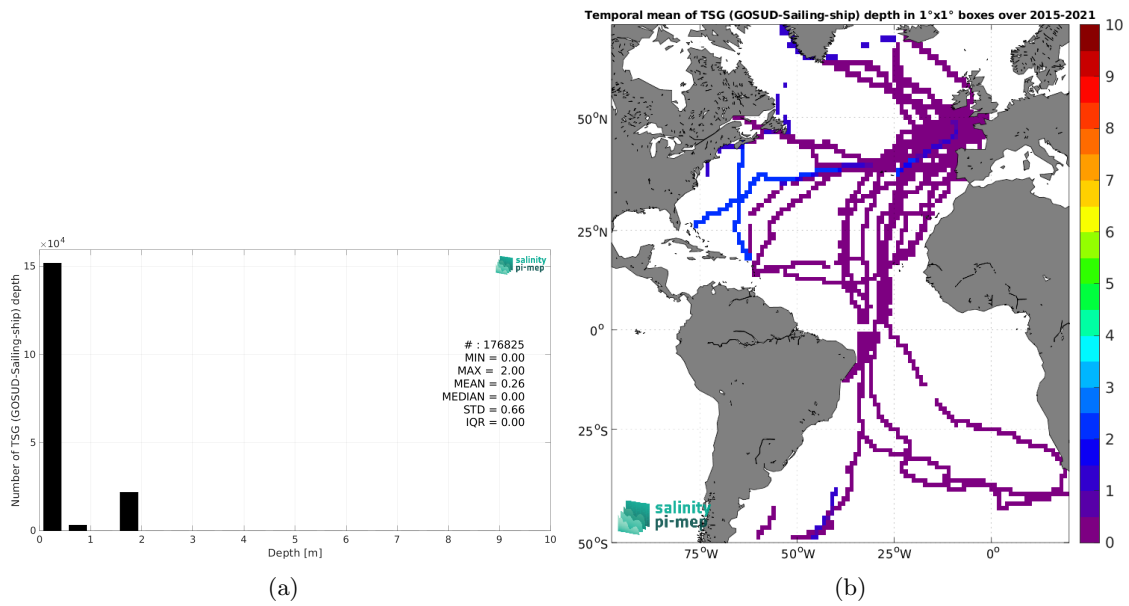 ×10⁴
15
10
5
0
Number of TSG (GOSUD-Sailing-ship) depth
salinity
pi-mep
# : 176825
MIN = 0.00
MAX = 2.00
MEAN = 0.26
MEDIAN = 0.00
STD = 0.66
IQR = 0.00
0 1 2 3 4 5 6 7 8 9 10
Depth [m]
(a)
Temporal mean of TSG (GOSUD-Sailing-ship) depth in 1°x1° boxes over 2015-2021
50°N
25°N
0°
25°S
50°S
75°W 50°W 25°W 0°
salinity
pi-mep
10
9
8
7
6
5
4
3
2
1
0
(b)